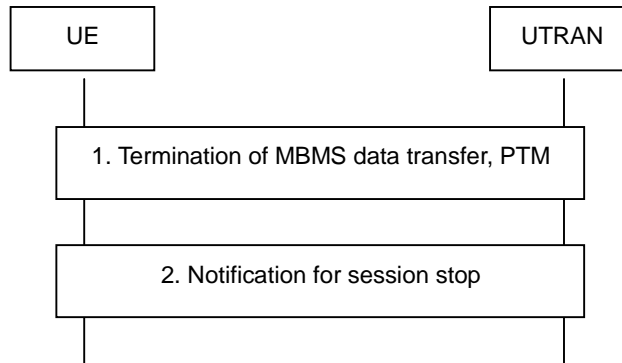 UE
UTRAN
1. Termination of MBMS data transfer, PTM
2. Notification for session stop